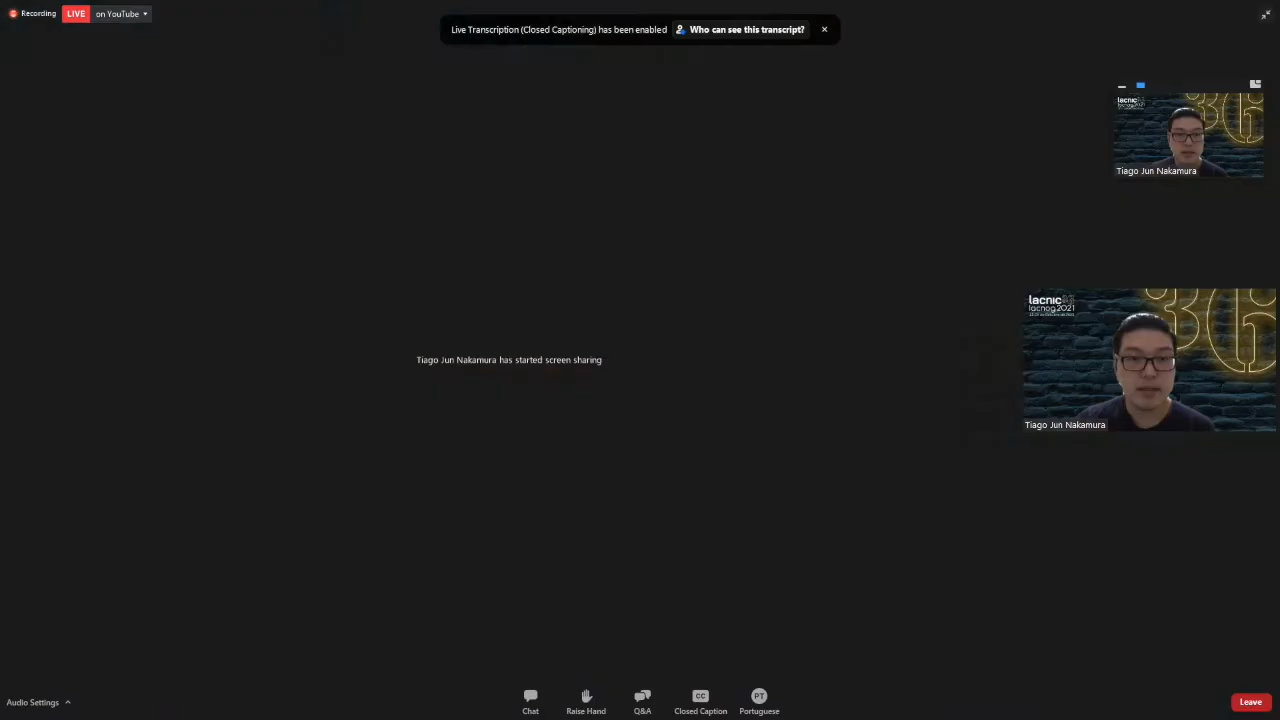 Recording
LIVE on YouTube
Live Transcription (Closed Captioning) has been enabled
Who can see this transcript?
lacnic
lacnog2021
Tiago Jun Nakamura
lacnic
lacnog2021
Tiago Jun Nakamura has started screen sharing
Tiago Jun Nakamura
Audio Settings
Chat
Raise Hand
Q&A
CC
Closed Caption
PT
Portuguese
Leave